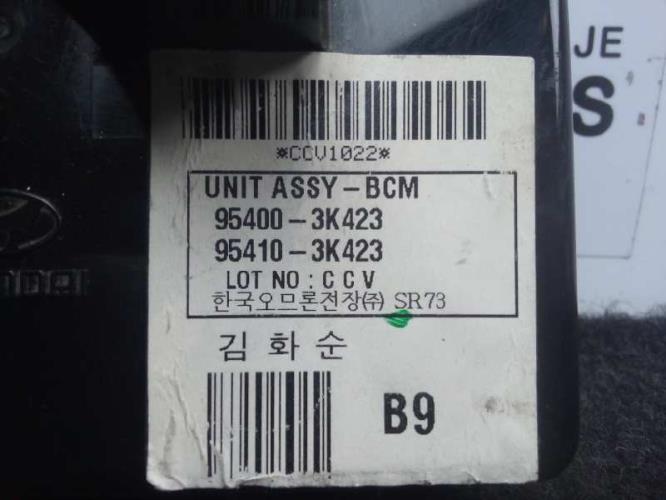 JE
S
*CCV1022*
UNIT ASSY-BCM
95400-3K423
95410-3K423
LOT NO : C C V
한국오므론전장㈜ SR73
김 화 순
B9